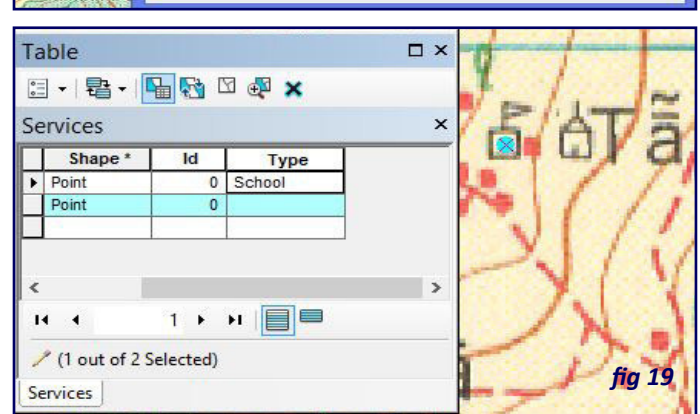 Table
Services
Shape * Id Type
Point 0 School
Point 0
1
(1 out of 2 Selected)
Services
T ã
fig 19